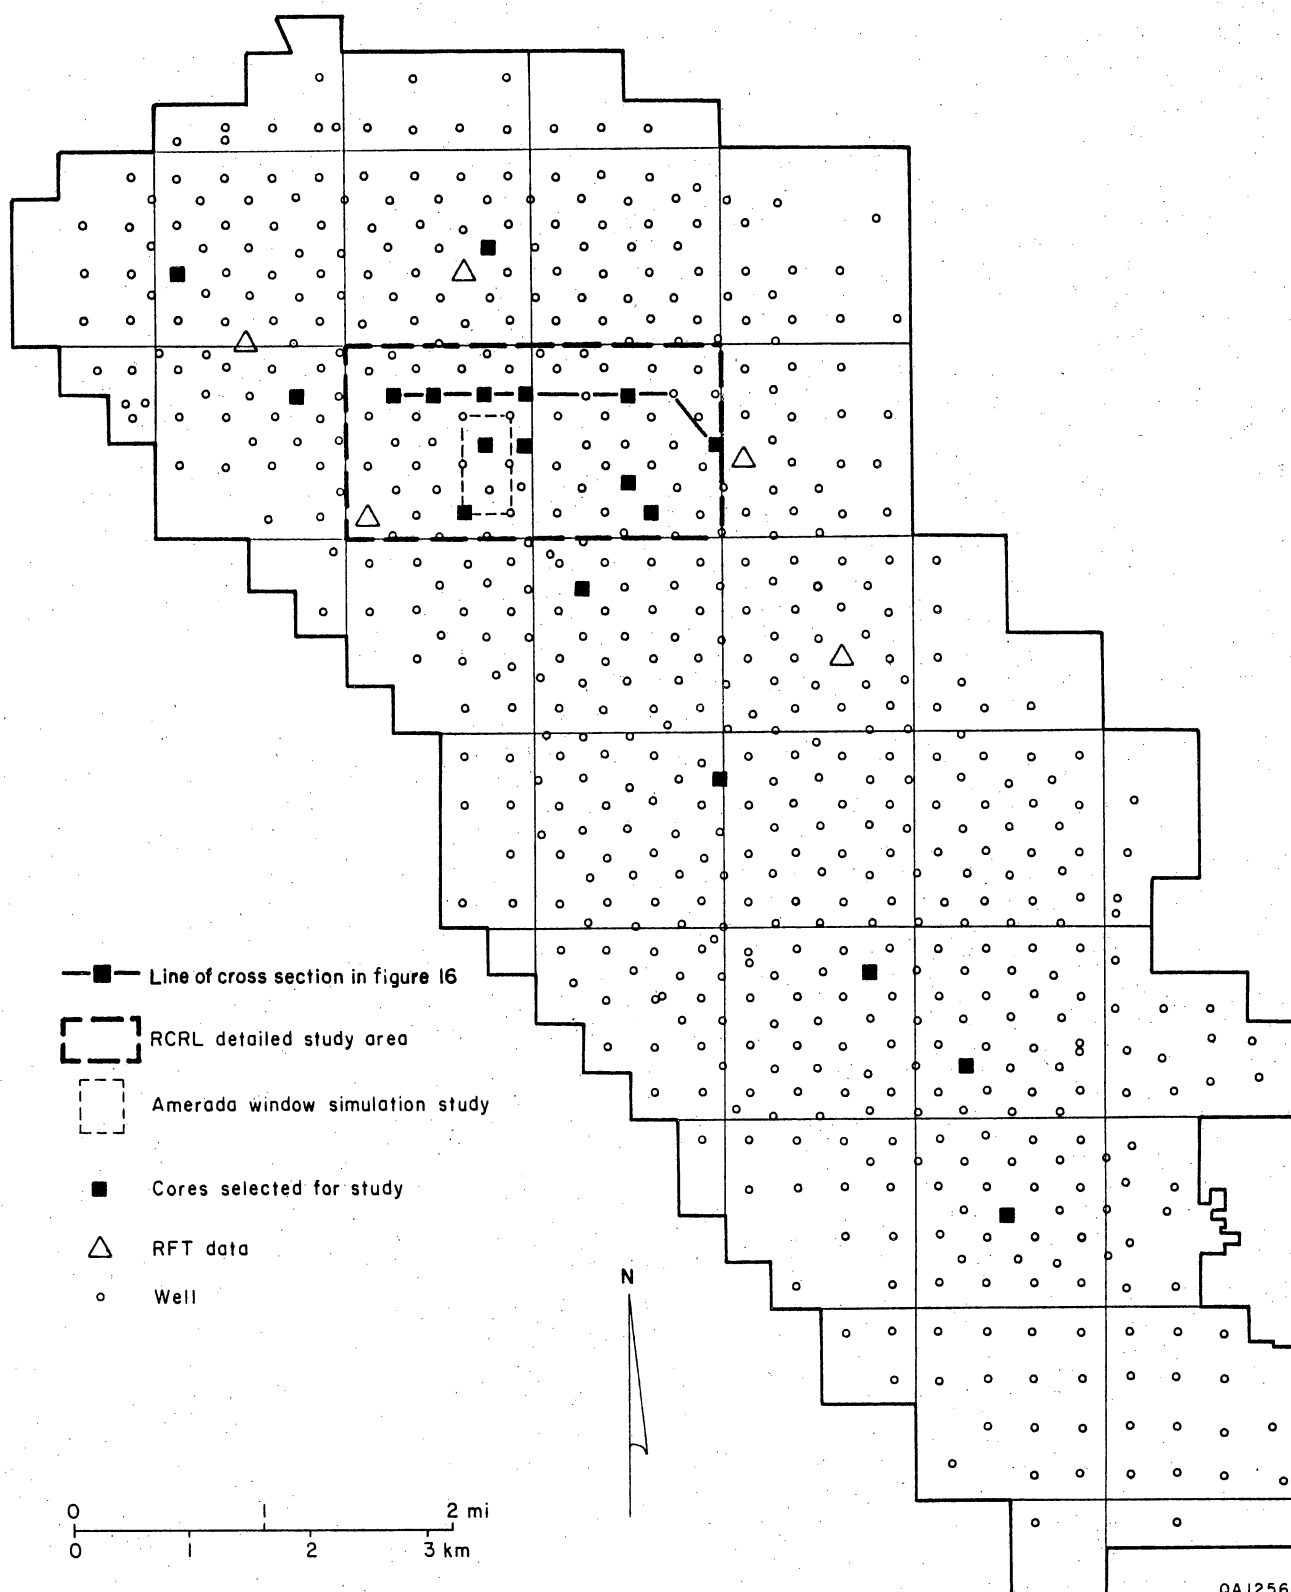 Line of cross section in figure 16
RCRL detailed study area
Amerada window simulation study
Cores selected for study
RFT data
Well
N
0 1 2 mi
0 1 2 3 km
QA1256